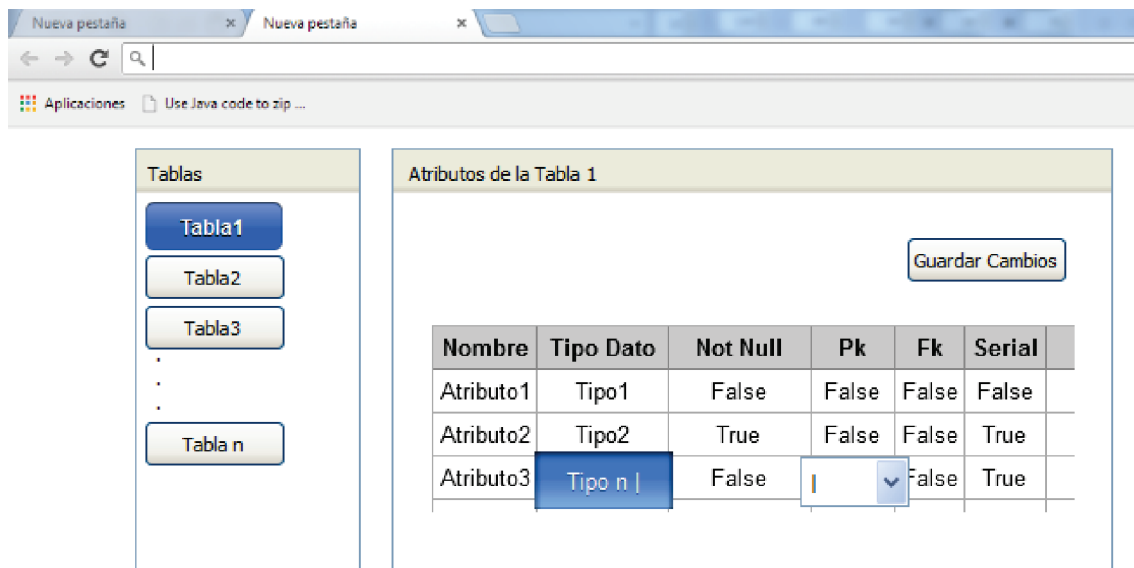 Nueva pestaña × Nueva pestaña ×
Aplicaciones Use Java code to zip ...
Tablas
Tabla1
Tabla2
Tabla3
.
.
.
Tabla n
Atributos de la Tabla 1
Guardar Cambios
Nombre Tipo Dato Not Null Pk Fk Serial
Atributo1 Tipo1 False False False False
Atributo2 Tipo2 True False False True
Atributo3 Tipo n | False | False True